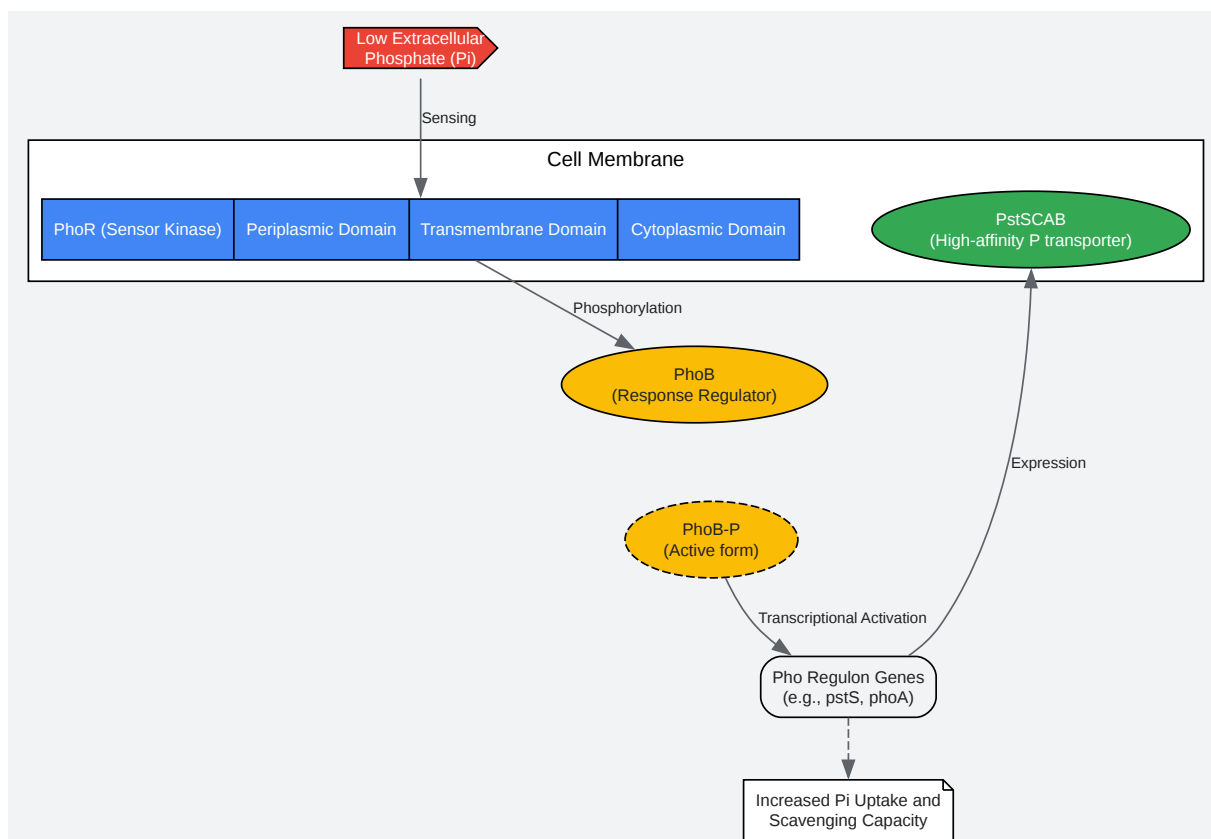 Low Extracellular
Phosphate (Pi)
Sensing
Cell Membrane
PhoR (Sensor Kinase)
Periplasmic Domain
Transmembrane Domain
Cytoplasmic Domain
PstSCAB
(High-affinity P transporter)
Phosphorylation
PhoB
(Response Regulator)
Expression
PhoB-P
(Active form)
Transcriptional Activation
Pho Regulon Genes
(e.g., pstS, phoA)
Increased Pi Uptake and
Scavenging Capacity